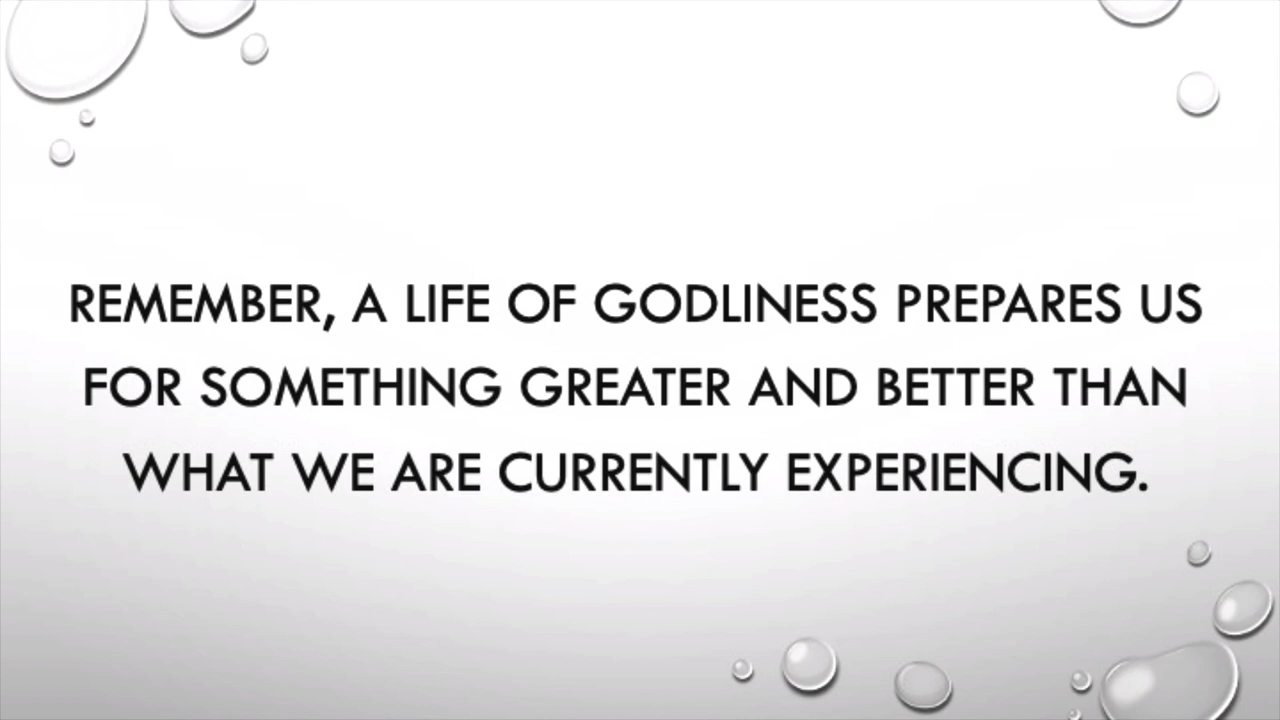 REMEMBER, A LIFE OF GODLINESS PREPARES US
FOR SOMETHING GREATER AND BETTER THAN
WHAT WE ARE CURRENTLY EXPERIENCING.